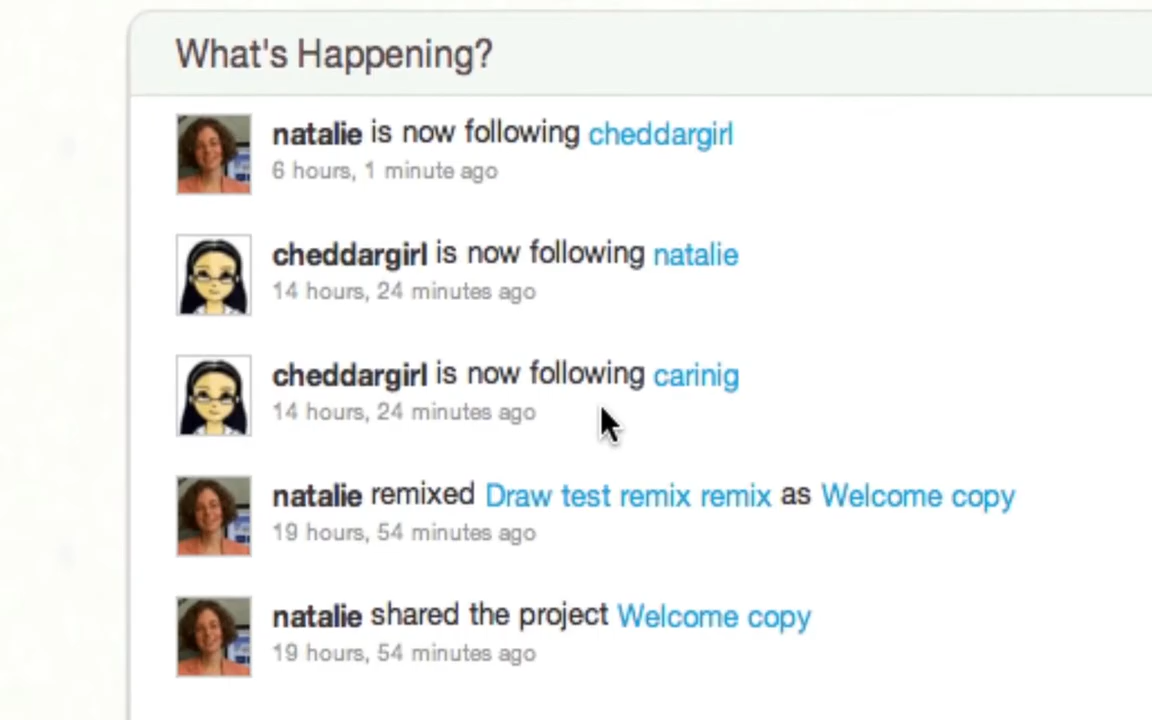 What's Happening?
natalie is now following cheddargirl
6 hours, 1 minute ago
cheddargirl is now following natalie
14 hours, 24 minutes ago
cheddargirl is now following carinig
14 hours, 24 minutes ago
natalie remixed Draw test remix remix as Welcome copy
19 hours, 54 minutes ago
natalie shared the project Welcome copy
19 hours, 54 minutes ago